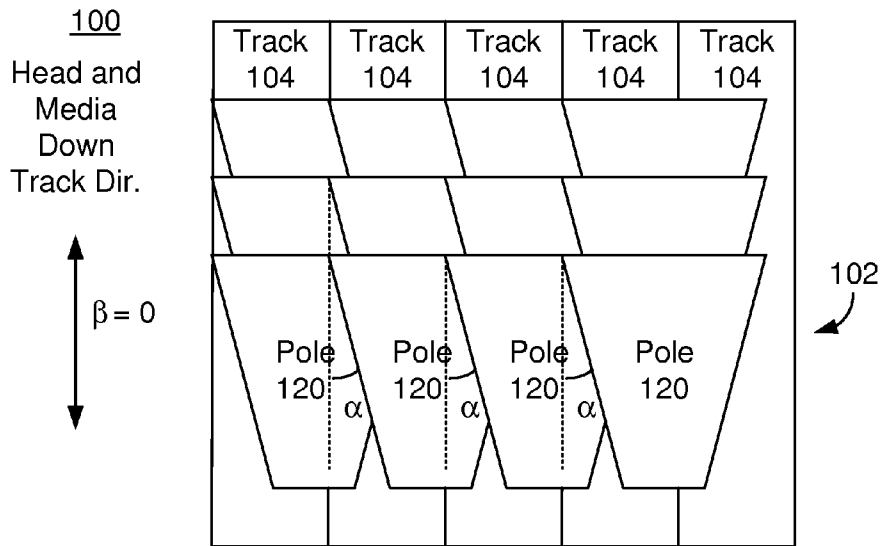 100
Head and
Media
Down
Track Dir.
β = 0
Track
104
Track
104
Track
104
Track
104
Track
104
102
Pole
120
Pole
120
Pole
120
Pole
120
α
α
α